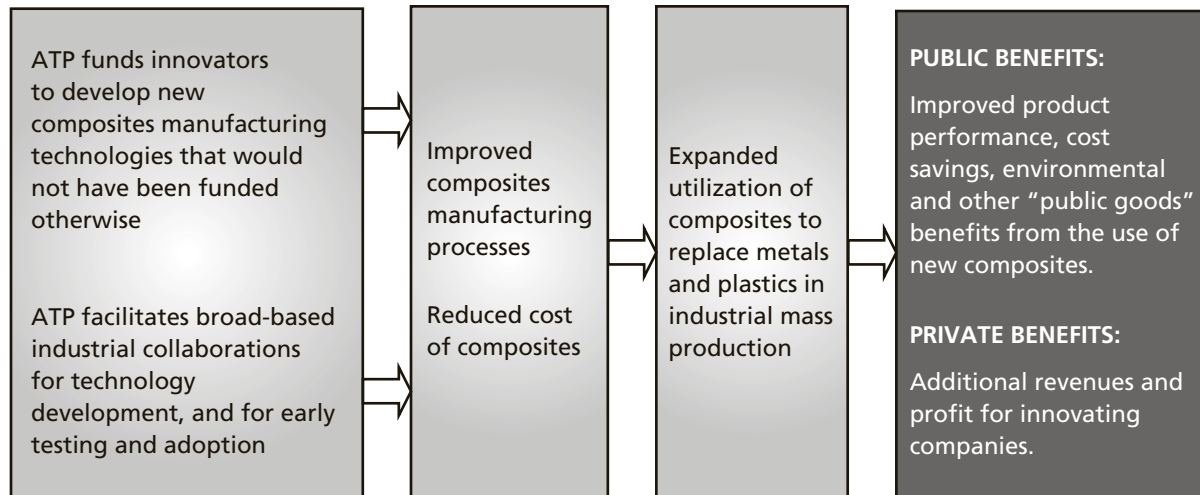 ATP funds innovators
to develop new
composites manufacturing
technologies that would
not have been funded
otherwise
ATP facilitates broad-based
industrial collaborations
for technology
development, and for early
testing and adoption
Improved
composites
manufacturing
processes
Reduced cost
of composites
Expanded
utilization of
composites to
replace metals
and plastics in
industrial mass
production
PUBLIC BENEFITS:
Improved product
performance, cost
savings, environmental
and other “public goods”
benefits from the use of
new composites.
PRIVATE BENEFITS:
Additional revenues and
profit for innovating
companies.